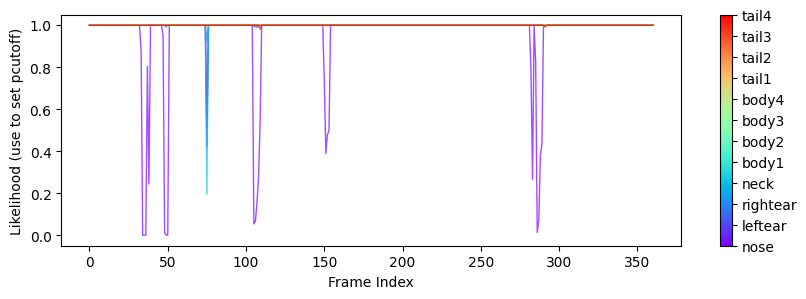 Likelihood (use to set pcutoff)
1.0
0.8
0.6
0.4
0.2
0.0
0
50
100
150
200
250
300
350
Frame Index
tail4
tail3
tail2
tail1
body4
body3
body2
body1
neck
rightear
leftear
nose